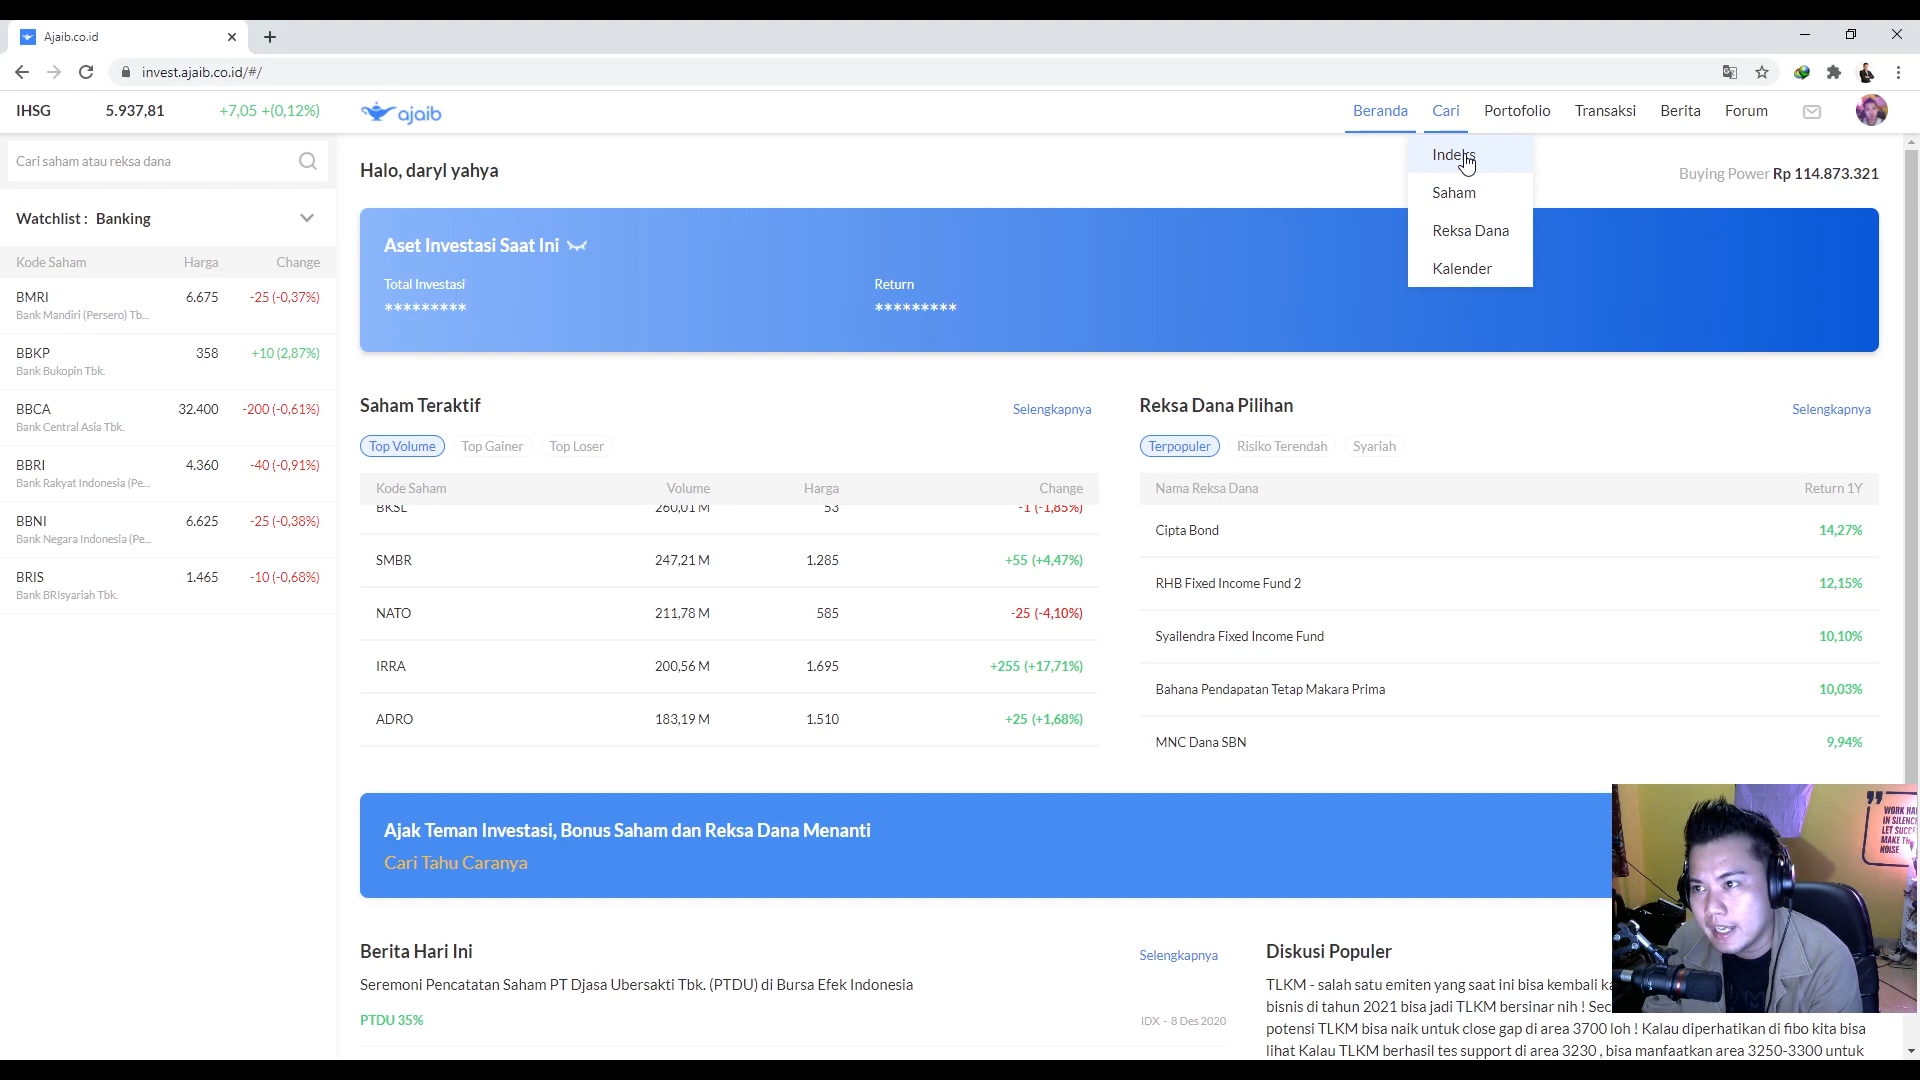 Ajaib.co.id
invest.ajaib.co.id/#/
IHSG 5.937,81 +7,05 +(0,12%)
ajaib
Beranda Cari Portofolio Transaksi Berita Forum
Cari saham atau reksa dana
Indeks
Saham
Reksa Dana
Kalender
Halo, daryl yahya
Buying Power Rp 114.873.321
Watchlist : Banking
Kode Saham Harga Change
BMRI 6.675 -25 (-0,37%)
Bank Mandiri (Persero) Tb...
BBKP 358 +10 (2,87%)
Bank Bukopin Tbk.
BBCA 32.400 -200 (-0,61%)
Bank Central Asia Tbk.
BBRI 4.360 -40 (-0,91%)
Bank Rakyat Indonesia (Pe...
BBNI 6.625 -25 (-0,38%)
Bank Negara Indonesia (Pe...
BRIS 1.465 -10 (-0,68%)
Bank BRIsyariah Tbk.
Aset Investasi Saat Ini
Total Investasi Return
********* *********
Saham Teraktif Selengkapnya
Top Volume Top Gainer Top Loser
Kode Saham Volume Harga Change
BKSL 260,01 M 53 -1 (-1,85%)
SMBR 247,21 M 1.285 +55 (+4,47%)
NATO 211,78 M 585 -25 (-4,10%)
IRRA 200,56 M 1.695 +255 (+17,71%)
ADRO 183,19 M 1.510 +25 (+1,68%)
Reksa Dana Pilihan Selengkapnya
Terpopuler Risiko Terendah Syariah
Nama Reksa Dana Return 1Y
Cipta Bond 14,27%
RHB Fixed Income Fund 2 12,15%
Syailendra Fixed Income Fund 10,10%
Bahana Pendapatan Tetap Makara Prima 10,03%
MNC Dana SBN 9,94%
Ajak Teman Investasi, Bonus Saham dan Reksa Dana Menanti
Cari Tahu Caranya
Berita Hari Ini Selengkapnya
Seremoni Pencatatan Saham PT Djasa Ubersakti Tbk. (PTDU) di Bursa Efek Indonesia
PTDU 35% IDX - 8 Des 2020
Diskusi Populer
TLKM - salah satu emiten yang saat ini bisa kembali
bisnis di tahun 2021 bisa jadi TLKM bersinar nih !
potensi TLKM bisa naik untuk close gap di area 3700 loh ! Kalau diperhatikan di fibo kita bisa
lihat Kalau TLKM berhasil tes support di area 3230 , bisa manfaatkan area 3250-3300 untuk
WORK
IN SILENCE
LET
MAKE
NOISE